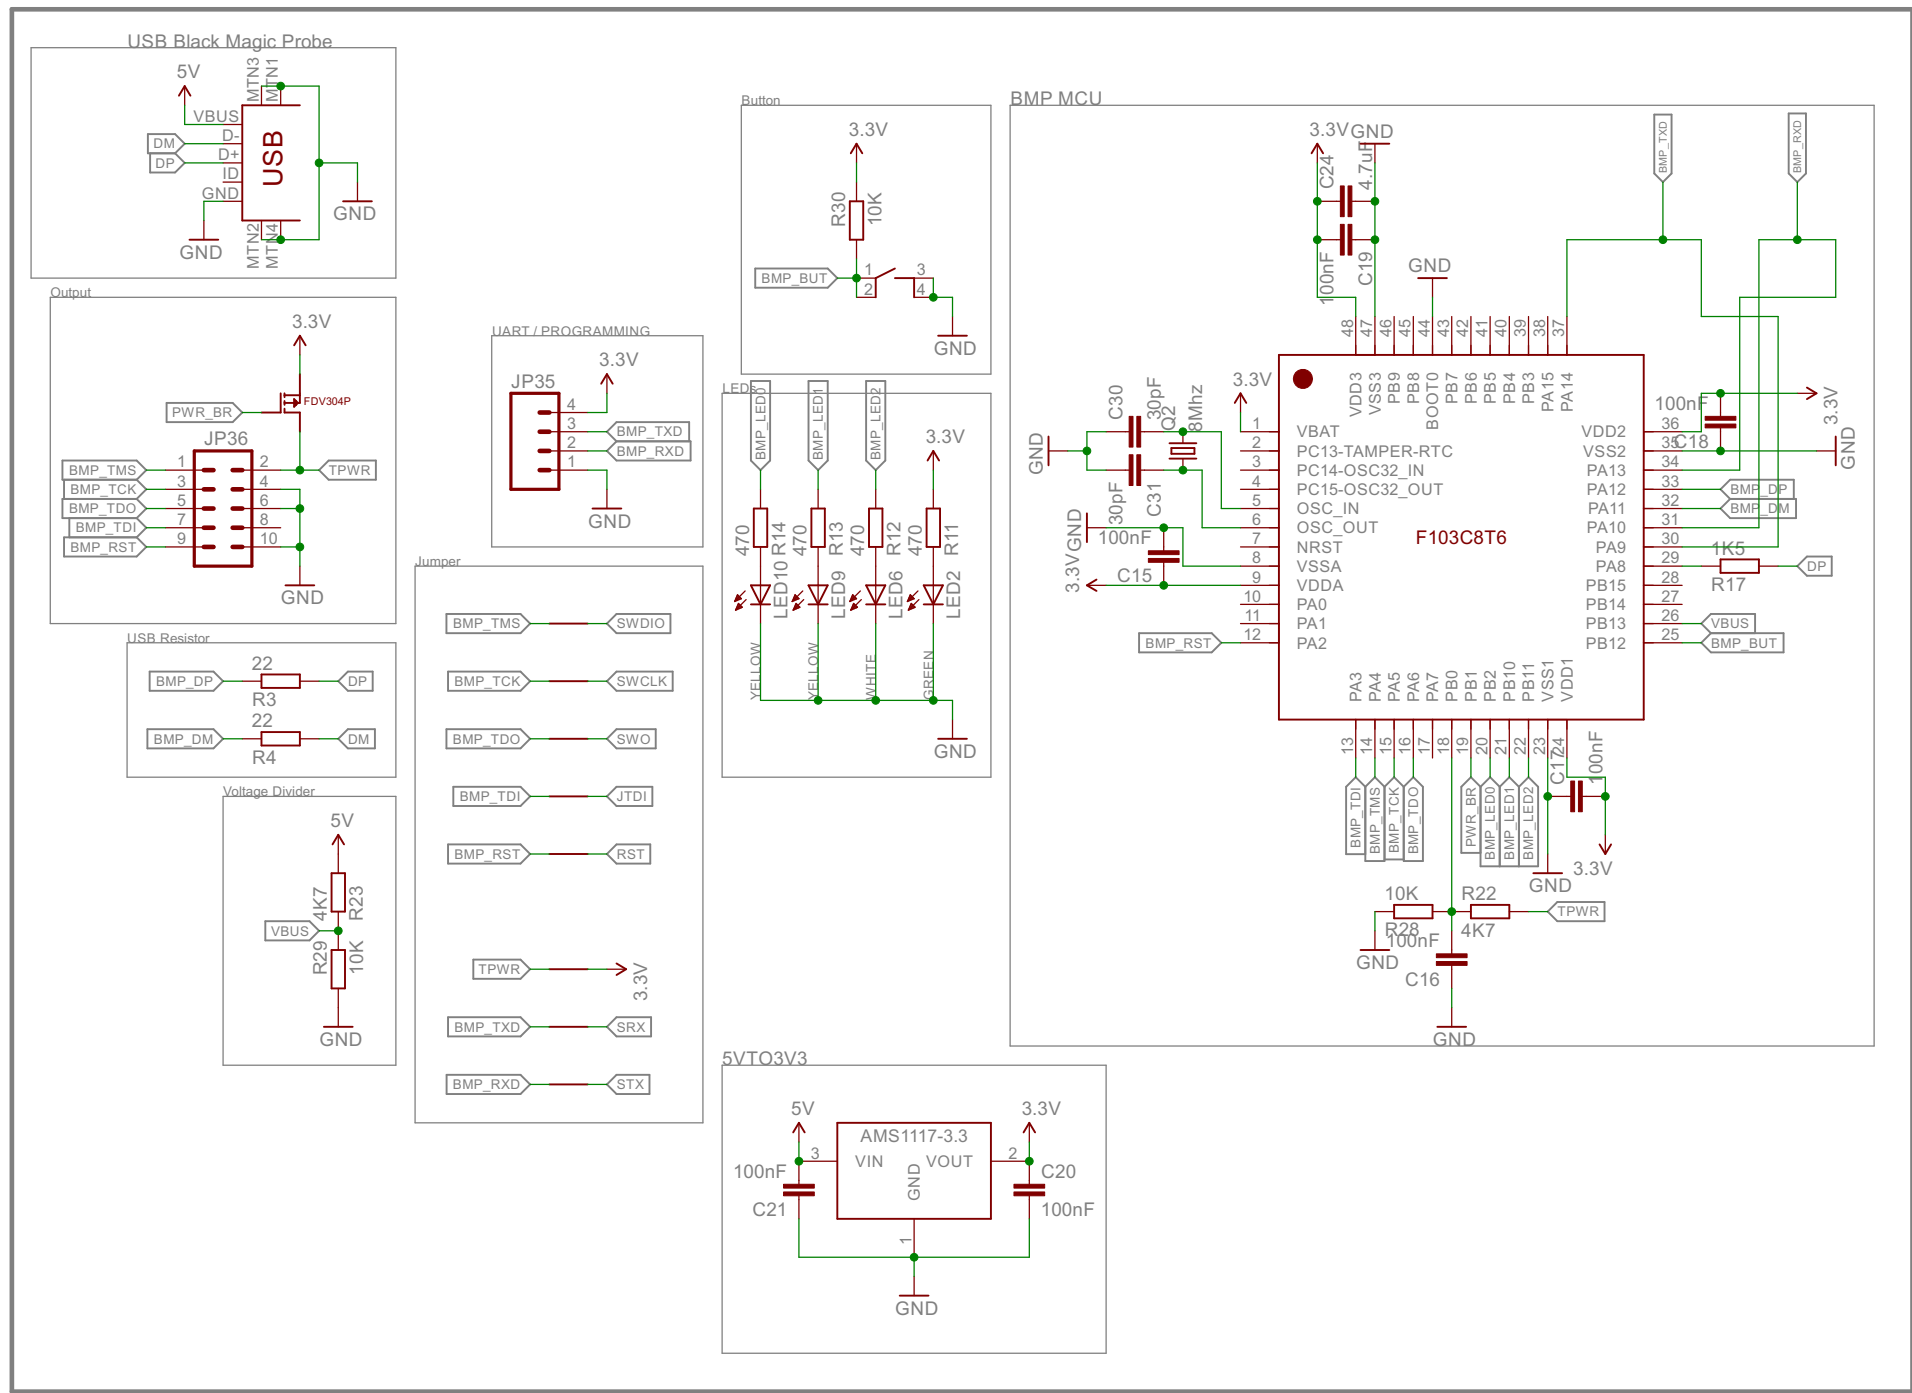 USB Black Magic Probe
5V
MTN3
MTN1
VBUS
D-
D+
ID
GND
USB
DM
DP
MTN2
MTN4
GND
GND
Output
3.3V
FDV304P
PWR_BR
JP36
BMP_TMS 1 2 TPWR
BMP_TCK 3 4
BMP_TDO 5 6
BMP_TDI 7 8
BMP_RST 9 10
GND
USB Resistor
22
BMP_DP DP
R3
22
BMP_DM DM
R4
Voltage Divider
5V
4K7
R23
VBUS
R29
10K
GND
UART / PROGRAMMING
3.3V
JP35
4
3 BMP_TXD
2 BMP_RXD
1
GND
Jumper
BMP_TMS SWDIO
BMP_TCK SWCLK
BMP_TDO SWO
BMP_TDI JTDI
BMP_RST RST
TPWR 3.3V
BMP_TXD SRX
BMP_RXD STX
Button
3.3V
R30
10K
BMP_BUT
1 3
2 4
GND
LEDs
BMP_LED0
BMP_LED1
BMP_LED2
3.3V
470 R14
470 R13
470 R12
470 R11
LED10
LED9
LED6
LED2
YELLOW
YELLOW
WHITE
GREEN
GND
5VTO3V3
5V
3.3V
AMS1117-3.3
3 VIN VOUT 2
GND
1
100nF
C21
C20
100nF
GND
BMP MCU
3.3V
GND
C24
4.7uF
100nF
C19
GND
BMP_TXD
BMP_RXD
48 47 46 45 44 43 42 41 40 39 38 37
VDD3 VSS3 PB9 PB8 BOOT0 PB7 PB6 PB5 PB4 PB3 PA15 PA14
3.3V
C30
30pF
Q2
8Mhz
GND
30pF
C31
GND
100nF
C15
3.3V
1 VBAT
2 PC13-TAMPER-RTC
3 PC14-OSC32_IN
4 PC15-OSC32_OUT
5 OSC_IN
6 OSC_OUT
7 NRST
8 VSSA
9 VDDA
10 PA0
11 PA1
BMP_RST 12 PA2
F103C8T6
VDD2 36
VSS2 35
PA13 34
PA12 33 BMP_DP
PA11 32 BMP_DM
PA10 31
PA9 30
PA8 29
PB15 28
PB14 27
PB13 26 VBUS
PB12 25 BMP_BUT
100nF
C18
3.3V
GND
1K5
R17
DP
PA3 PA4 PA5 PA6 PA7 PB0 PB1 PB2 PB10 PB11 VSS1 VDD1
13 14 15 16 17 18 19 20 21 22 23 24
BMP_TDI
BMP_TMS
BMP_TCK
BMP_TDO
PWR_BR
BMP_LED0
BMP_LED1
BMP_LED2
C17
100nF
GND
3.3V
10K
R28
R22
4K7
TPWR
GND
100nF
C16
GND